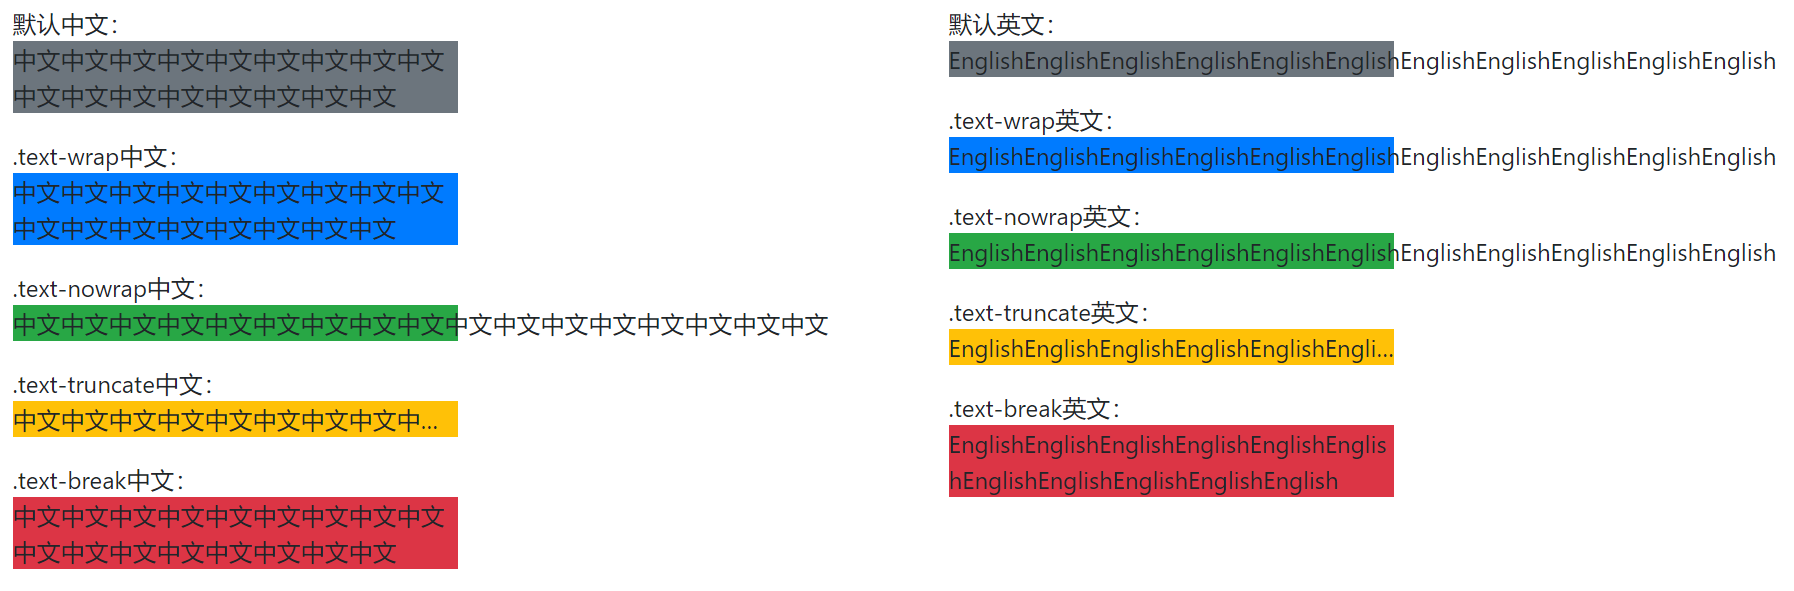 默认中文：
中文中文中文中文中文中文中文中文中文
中文中文中文中文中文中文中文中文
.text-wrap中文：
中文中文中文中文中文中文中文中文中文
中文中文中文中文中文中文中文中文
.text-nowrap中文：
中文中文中文中文中文中文中文中文中文中文中文中文中文中文中文中文中文
.text-truncate中文：
中文中文中文中文中文中文中文中文中...
.text-break中文：
中文中文中文中文中文中文中文中文中文
中文中文中文中文中文中文中文中文
默认英文：
EnglishEnglishEnglishEnglishEnglishEnglishEnglishEnglishEnglishEnglishEnglish
.text-wrap英文：
EnglishEnglishEnglishEnglishEnglishEnglishEnglishEnglishEnglishEnglishEnglish
.text-nowrap英文：
EnglishEnglishEnglishEnglishEnglishEnglishEnglishEnglishEnglishEnglishEnglish
.text-truncate英文：
EnglishEnglishEnglishEnglishEnglishEngli...
.text-break英文：
EnglishEnglishEnglishEnglishEnglishEnglis
hEnglishEnglishEnglishEnglishEnglish